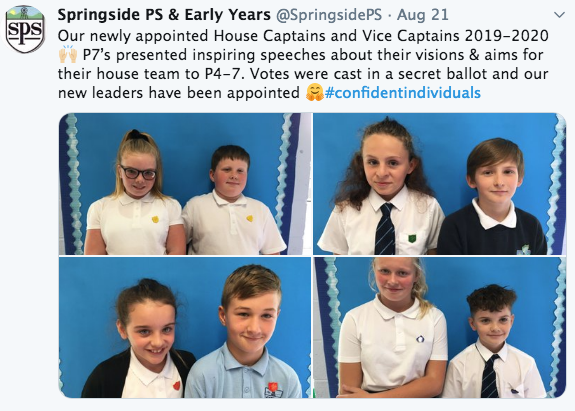 sps
Springside PS & Early Years @SpringsidePS · Aug 21
Our newly appointed House Captains and Vice Captains 2019-2020
🙌🏻 P7's presented inspiring speeches about their visions & aims for
their house team to P4-7. Votes were cast in a secret ballot and our
new leaders have been appointed 🤗#confidentindividuals